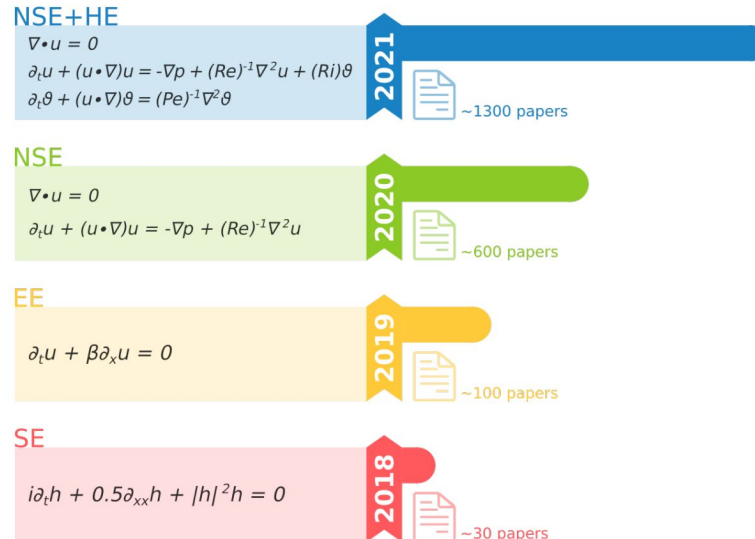 NSE+HE
∇•u = 0
∂ₜu + (u•∇)u = -∇p + (Re)⁻¹∇²u + (Ri)ϑ
∂ₜϑ + (u•∇)ϑ = (Pe)⁻¹∇²ϑ
2021
~1300 papers
NSE
∇•u = 0
∂ₜu + (u•∇)u = -∇p + (Re)⁻¹∇²u
2020
~600 papers
EE
∂ₜu + β∂ₓu = 0
2019
~100 papers
SE
i∂ₜh + 0.5∂ₓₓh + |h|²h = 0
2018
~30 papers